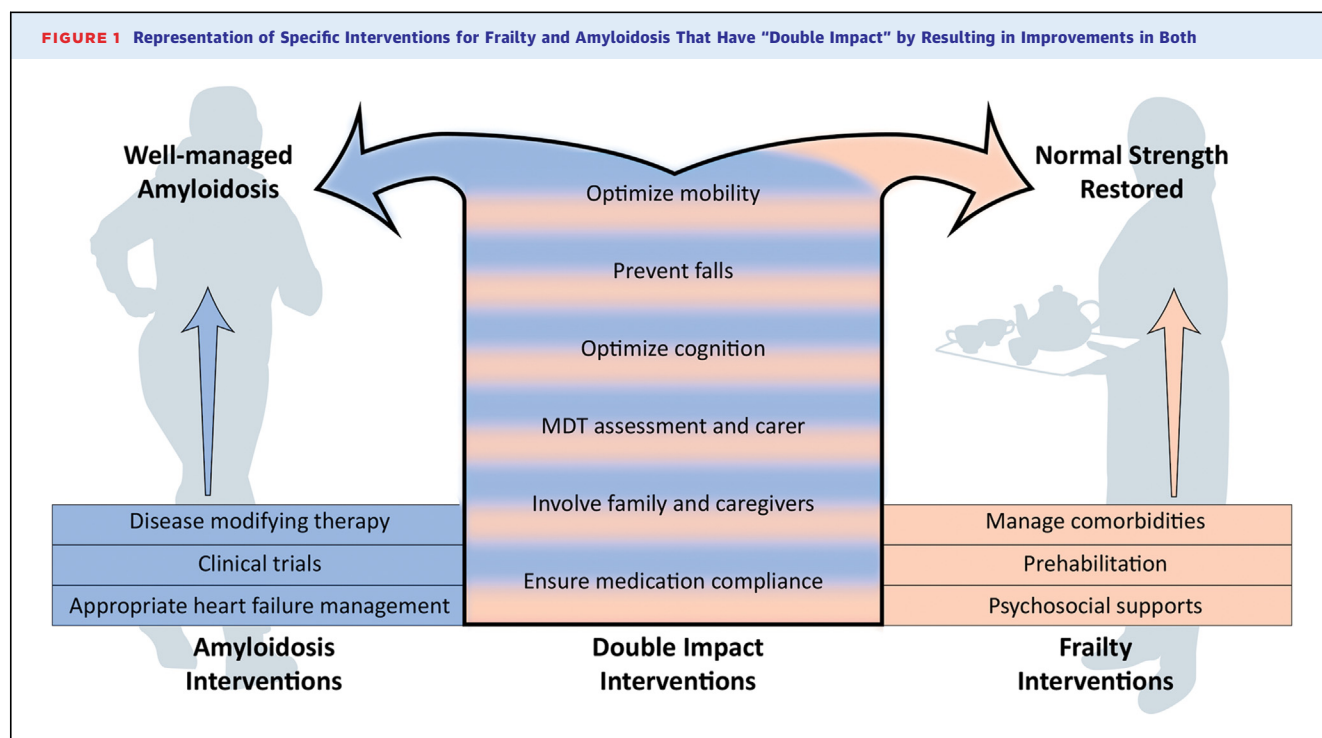 FIGURE 1 Representation of Specific Interventions for Frailty and Amyloidosis That Have “Double Impact” by Resulting in Improvements in Both
Well-managed
Amyloidosis
Normal Strength
Restored
Optimize mobility
Prevent falls
Optimize cognition
MDT assessment and carer
Involve family and caregivers
Ensure medication compliance
Disease modifying therapy
Clinical trials
Appropriate heart failure management
Manage comorbidities
Prehabilitation
Psychosocial supports
Amyloidosis
Interventions
Double Impact
Interventions
Frailty
Interventions